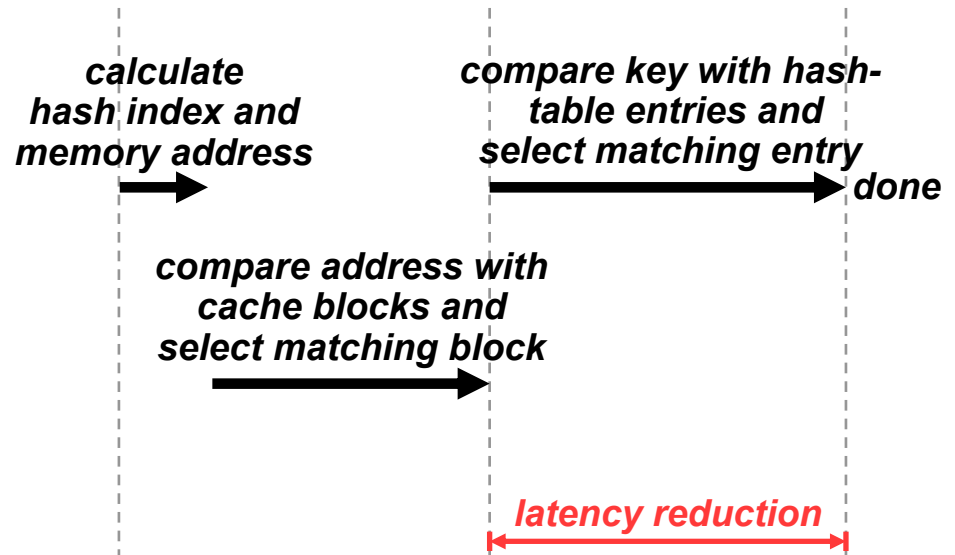 calculate
hash index and
memory address
compare key with hash-
table entries and
select matching entry
done
compare address with
cache blocks and
select matching block
latency reduction